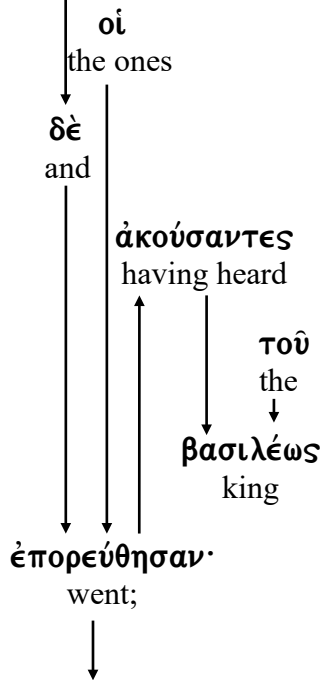 οἱ
the ones
δὲ
and
ἀκούσαντες
having heard
τοῦ
the
βασιλέως
king
ἐπορεύθησαν·
went;